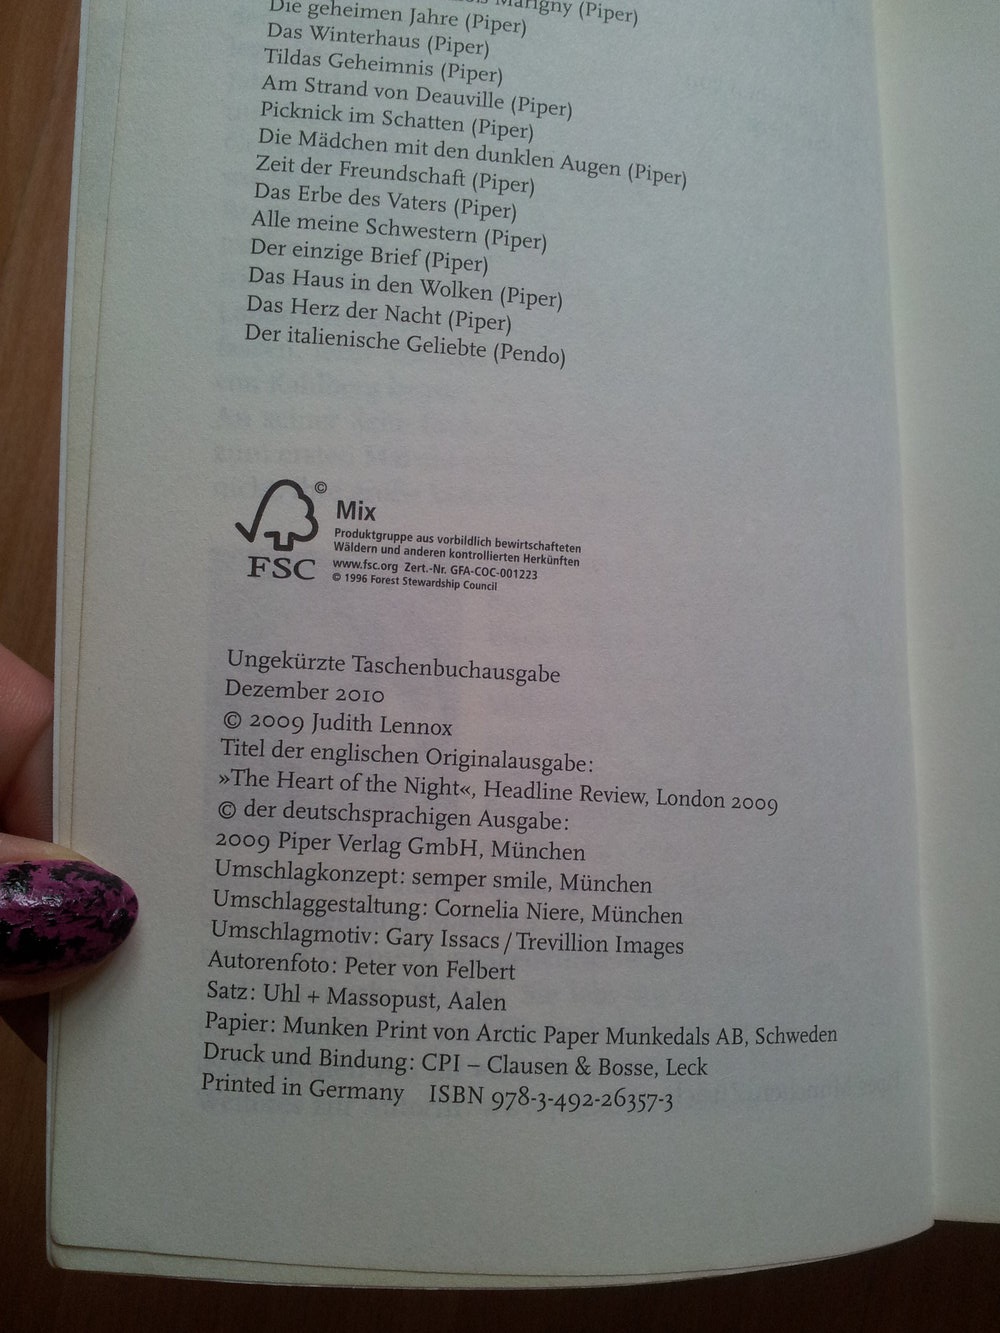 Marigny (Piper)
Die geheimen Jahre (Piper)
Das Winterhaus (Piper)
Tildas Geheimnis (Piper)
Am Strand von Deauville (Piper)
Picknick im Schatten (Piper)
Die Mädchen mit den dunklen Augen (Piper)
Zeit der Freundschaft (Piper)
Das Erbe des Vaters (Piper)
Alle meine Schwestern (Piper)
Der einzige Brief (Piper)
Das Haus in den Wolken (Piper)
Das Herz der Nacht (Piper)
Der italienische Geliebte (Pendo)
©
Mix
Produktgruppe aus vorbildlich bewirtschafteten
Wäldern und anderen kontrollierten Herkünften
www.fsc.org Zert.-Nr. GFA-COC-001223
© 1996 Forest Stewardship Council
FSC
Ungekürzte Taschenbuchausgabe
Dezember 2010
© 2009 Judith Lennox
Titel der englischen Originalausgabe:
»The Heart of the Night«, Headline Review, London 2009
© der deutschsprachigen Ausgabe:
2009 Piper Verlag GmbH, München
Umschlagkonzept: semper smile, München
Umschlaggestaltung: Cornelia Niere, München
Umschlagmotiv: Gary Issacs / Trevillion Images
Autorenfoto: Peter von Felbert
Satz: Uhl + Massopust, Aalen
Papier: Munken Print von Arctic Paper Munkedals AB, Schweden
Druck und Bindung: CPI – Clausen & Bosse, Leck
Printed in Germany ISBN 978-3-492-26357-3